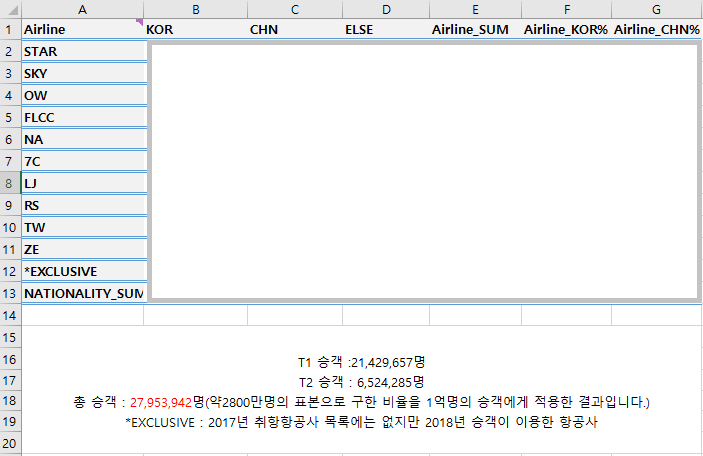 A B C D E F G
1 Airline KOR CHN ELSE Airline_SUM Airline_KOR% Airline_CHN%
2 STAR
3 SKY
4 OW
5 FLCC
6 NA
7 7C
8 LJ
9 RS
10 TW
11 ZE
12 *EXCLUSIVE
13 NATIONALITY_SUM
14
15
16 T1 승객 :21,429,657명
17 T2 승객 : 6,524,285명
18 총 승객 : 27,953,942명(약2800만명의 표본으로 구한 비율을 1억명의 승객에게 적용한 결과입니다.)
19 *EXCLUSIVE : 2017년 취항항공사 목록에는 없지만 2018년 승객이 이용한 항공사
20